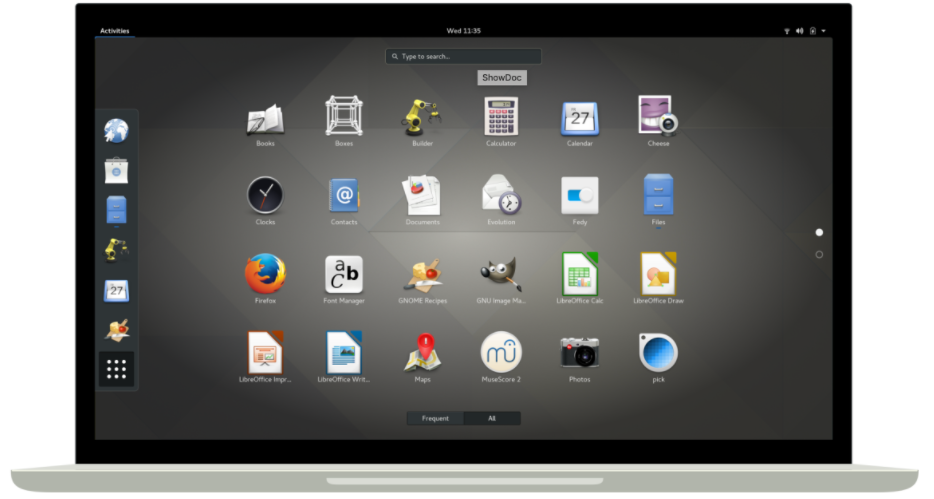 Activities
Wed 11:35
Type to search...
ShowDoc
Books
Boxes
Builder
Calculator
27
Calendar
Cheese
Clocks
@
Contacts
Documents
Evolution
Fedy
Files
Firefox
a b C
Font Manager
GNOME Recipes
GNU Image Ma...
LibreOffice Calc
LibreOffice Draw
27
LibreOffice Impr...
LibreOffice Writ...
Maps
mu
MuseScore 2
Photos
pick
Frequent
All